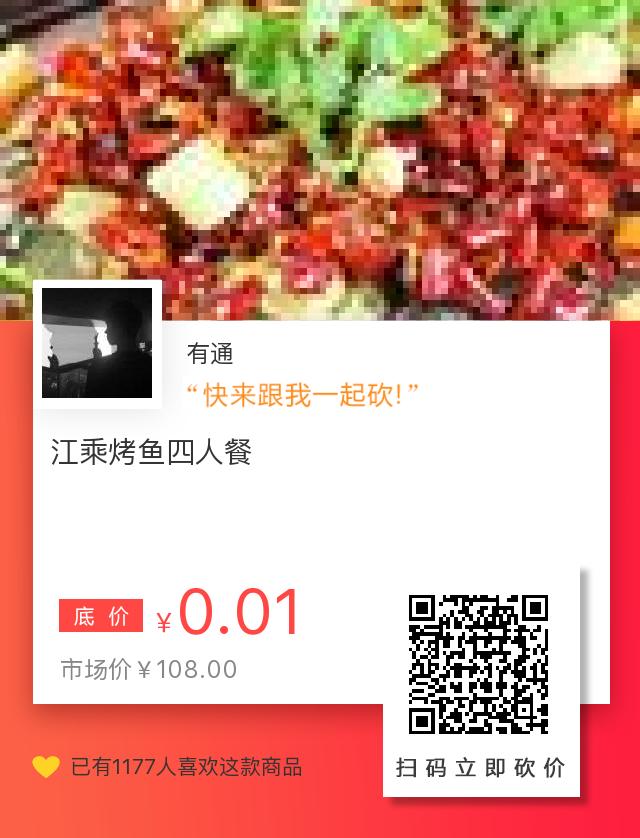 有通
“快来跟我一起砍!”
江乘烤鱼四人餐
底价 ¥0.01
市场价¥108.00
已有1177人喜欢这款商品
扫码立即砍价